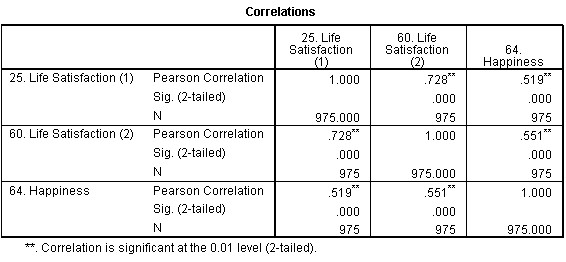 Correlations
25. Life Satisfaction (1) 60. Life Satisfaction (2) 64. Happiness
25. Life Satisfaction (1) Pearson Correlation 1.000 .728** .519**
Sig. (2-tailed) .000 .000
N 975.000 975 975
60. Life Satisfaction (2) Pearson Correlation .728** 1.000 .551**
Sig. (2-tailed) .000 .000
N 975 975.000 975
64. Happiness Pearson Correlation .519** .551** 1.000
Sig. (2-tailed) .000 .000
N 975 975 975.000
**. Correlation is significant at the 0.01 level (2-tailed).